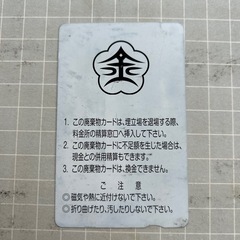 金
1. この廃棄物カードは、埋立場を退場する際、
料金所の精算窓口へ挿入して下さい。
2. この廃棄物カードに不足額を生じた場合は、
現金との併用精算もできます。
3. この廃棄物カードは、換金できません。
ご 注 意
◎磁気や熱に近付けないで下さい。
◎折り曲げたり、汚したりしないで下さい。